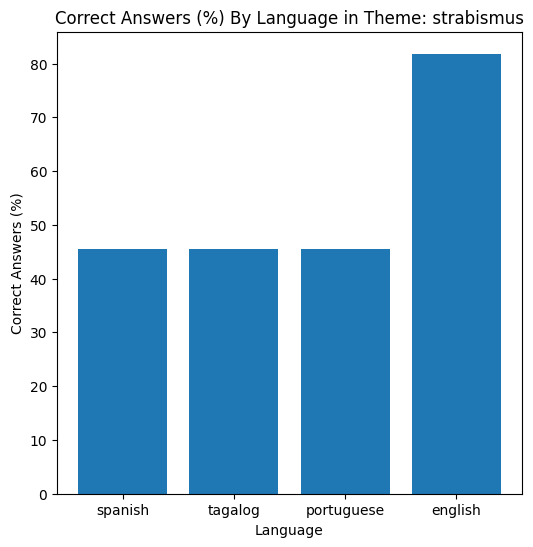 Correct Answers (%) By Language in Theme: strabismus
Correct Answers (%)
80
70
60
50
40
30
20
10
0
spanish tagalog portuguese english
Language